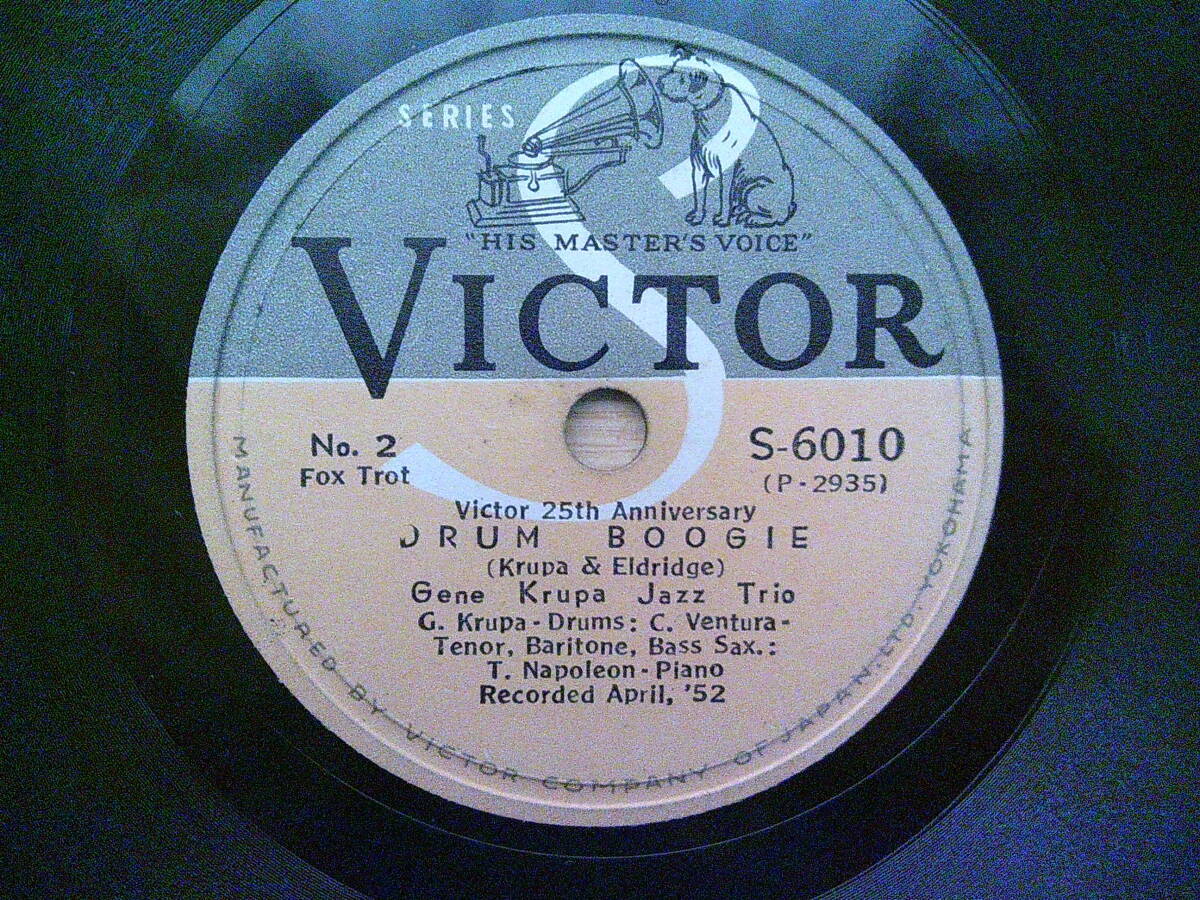 SERIES
S
"HIS MASTER'S VOICE"
VICTOR
No. 2
Fox Trot
S-6010
(P-2935)
Victor 25th Anniversary
DRUM BOOGIE
(Krupa & Eldridge)
Gene Krupa Jazz Trio
G. Krupa-Drums: C. Ventura-
Tenor, Baritone, Bass Sax.:
T. Napoleon-Piano
Recorded April, '52
MANUFACTURED BY VICTOR COMPANY OF JAPAN, LTD. YOKOHAMA